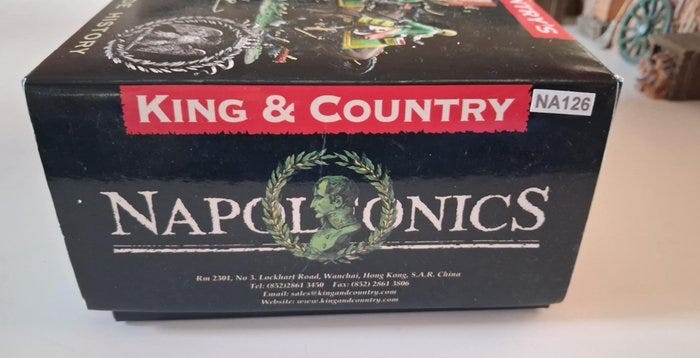 HISTORY
KING & COUNTRY
NA126
NAPOLEONICS
Rm 2301, No 3. Lockhart Road, Wanchai, Hong Kong, S.A.R. China
Tel: (852)2861 3450 Fax: (852) 2861 3806
Email: sales@kingandcountry.com
Website: www.kingandcountry.com